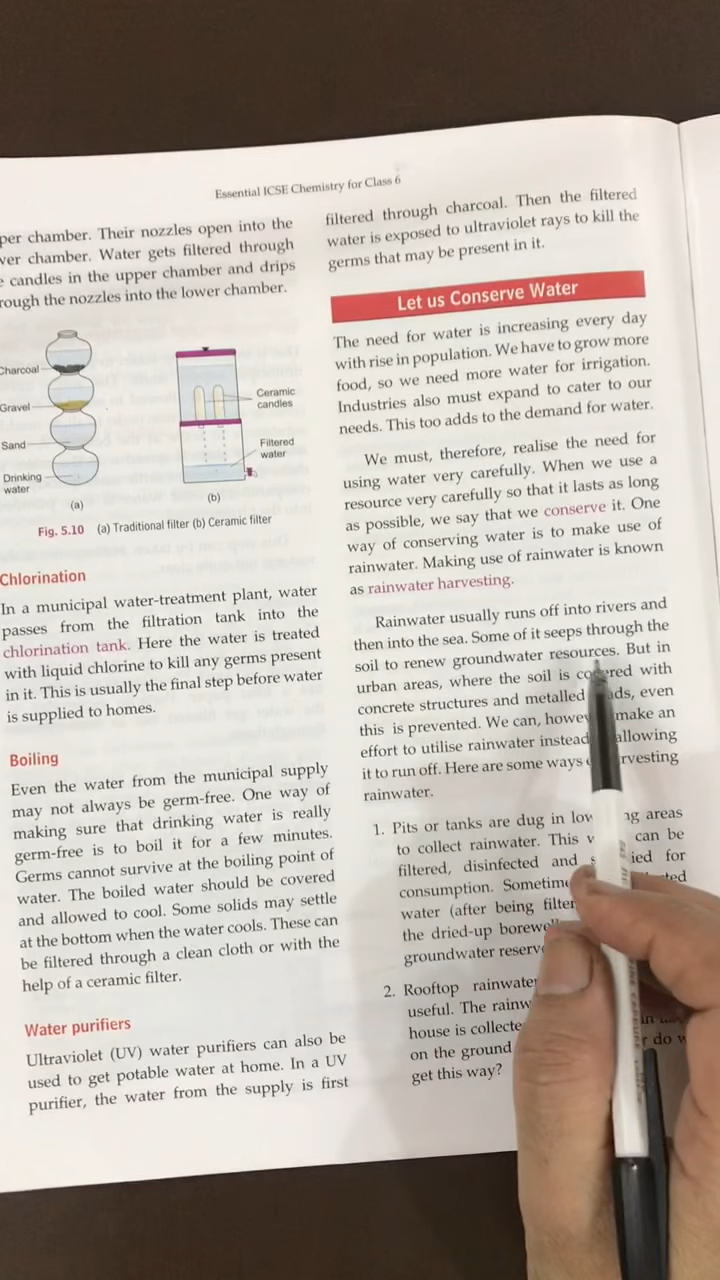 Essential ICSE Chemistry for Class 6
per chamber. Their nozzles open into the
ver chamber. Water gets filtered through
candles in the upper chamber and drips
rough the nozzles into the lower chamber.
Charcoal
Gravel
Sand
Drinking
water
(a)
Ceramic
candles
Filtered
water
(b)
Fig. 5.10 (a) Traditional filter (b) Ceramic filter
Chlorination
In a municipal water-treatment plant, water
passes from the filtration tank into the
chlorination tank. Here the water is treated
with liquid chlorine to kill any germs present
in it. This is usually the final step before water
is supplied to homes.
Boiling
Even the water from the municipal supply
may not always be germ-free. One way of
making sure that drinking water is really
germ-free is to boil it for a few minutes.
Germs cannot survive at the boiling point of
water. The boiled water should be covered
and allowed to cool. Some solids may settle
at the bottom when the water cools. These can
be filtered through a clean cloth or with the
help of a ceramic filter.
Water purifiers
Ultraviolet (UV) water purifiers can also be
used to get potable water at home. In a UV
purifier, the water from the supply is first
filtered through charcoal. Then the filtered
water is exposed to ultraviolet rays to kill the
germs that may be present in it.
Let us Conserve Water
The need for water is increasing every day
with rise in population. We have to grow more
food, so we need more water for irrigation.
Industries also must expand to cater to our
needs. This too adds to the demand for water.
We must, therefore, realise the need for
using water very carefully. When we use a
resource very carefully so that it lasts as long
as possible, we say that we conserve it. One
way of conserving water is to make use of
rainwater. Making use of rainwater is known
as rainwater harvesting.
Rainwater usually runs off into rivers and
then into the sea. Some of it seeps through the
soil to renew groundwater resources. But in
urban areas, where the soil is covered with
concrete structures and metalled ads, even
this is prevented. We can, howev make an
effort to utilise rainwater instead allowing
it to run off. Here are some ways rvesting
rainwater.
1. Pits or tanks are dug in low ng areas
to collect rainwater. This w can be
filtered, disinfected and s ied for
consumption. Sometim ted
water (after being filter
the dried-up borewe
groundwater reserv
2. Rooftop rainwate
useful. The rainw
house is collecte in
on the ground r do w
get this way?